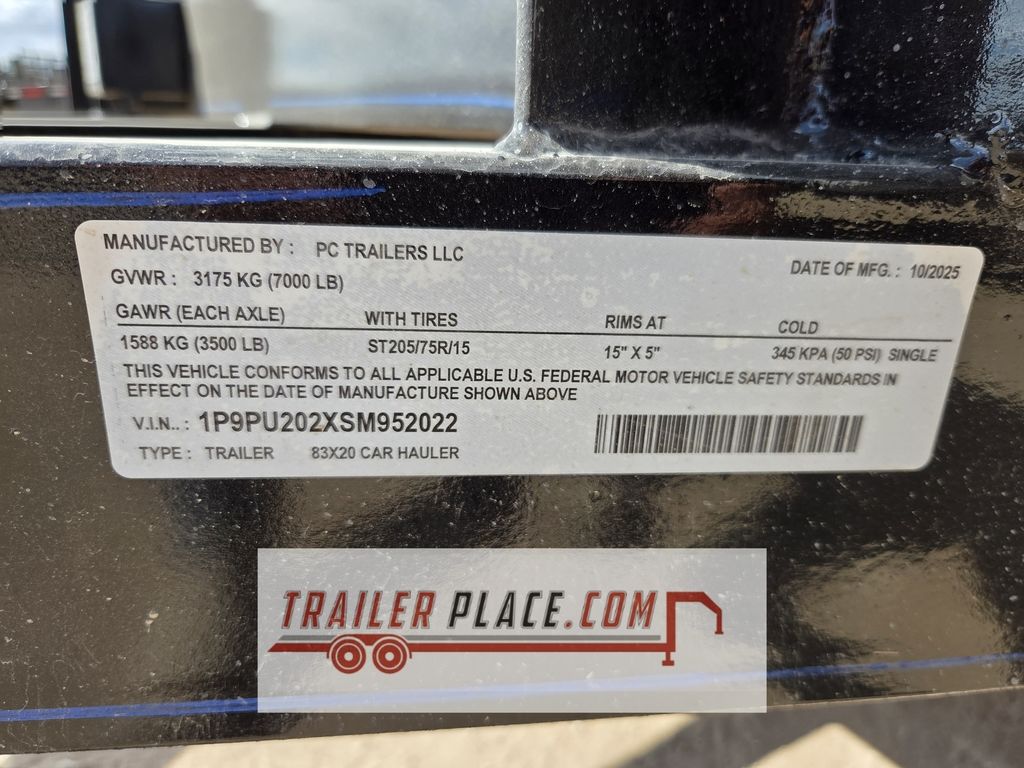 MANUFACTURED BY : PC TRAILERS LLC
DATE OF MFG. : 10/2025
GVWR : 3175 KG (7000 LB)
GAWR (EACH AXLE) WITH TIRES RIMS AT COLD
1588 KG (3500 LB) ST205/75R/15 15" X 5" 345 KPA (50 PSI) SINGLE
THIS VEHICLE CONFORMS TO ALL APPLICABLE U.S. FEDERAL MOTOR VEHICLE SAFETY STANDARDS IN
EFFECT ON THE DATE OF MANUFACTURE SHOWN ABOVE
V.I.N.. : 1P9PU202XSM952022
TYPE : TRAILER 83X20 CAR HAULER
TRAILER PLACE.COM